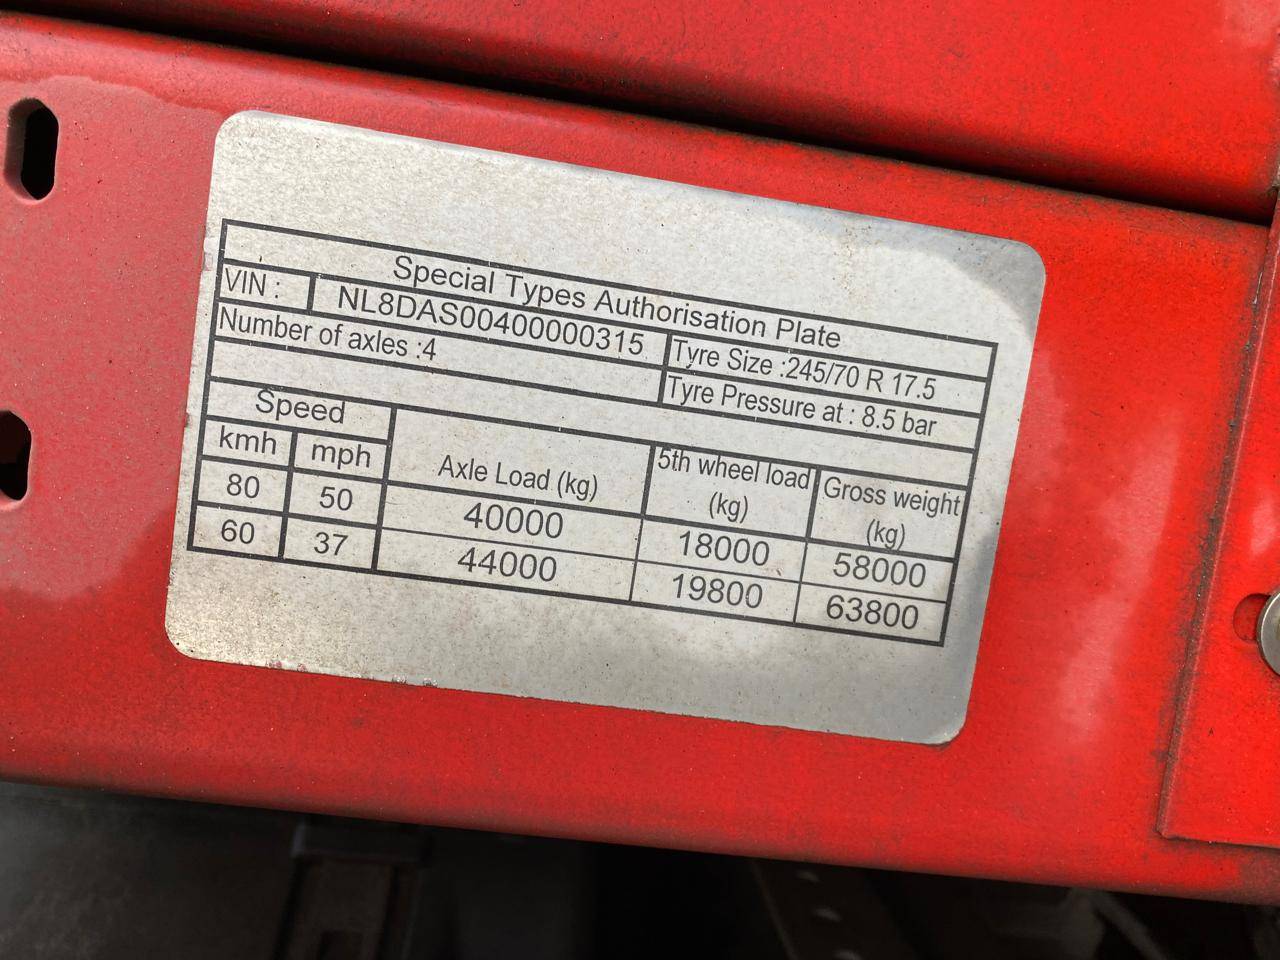 Special Types Authorisation Plate
VIN : NL8DAS00400000315 Tyre Size :245/70 R 17.5
Number of axles :4 Tyre Pressure at : 8.5 bar
Speed
kmh mph Axle Load (kg) 5th wheel load (kg) Gross weight (kg)
80 50 40000 18000 58000
60 37 44000 19800 63800